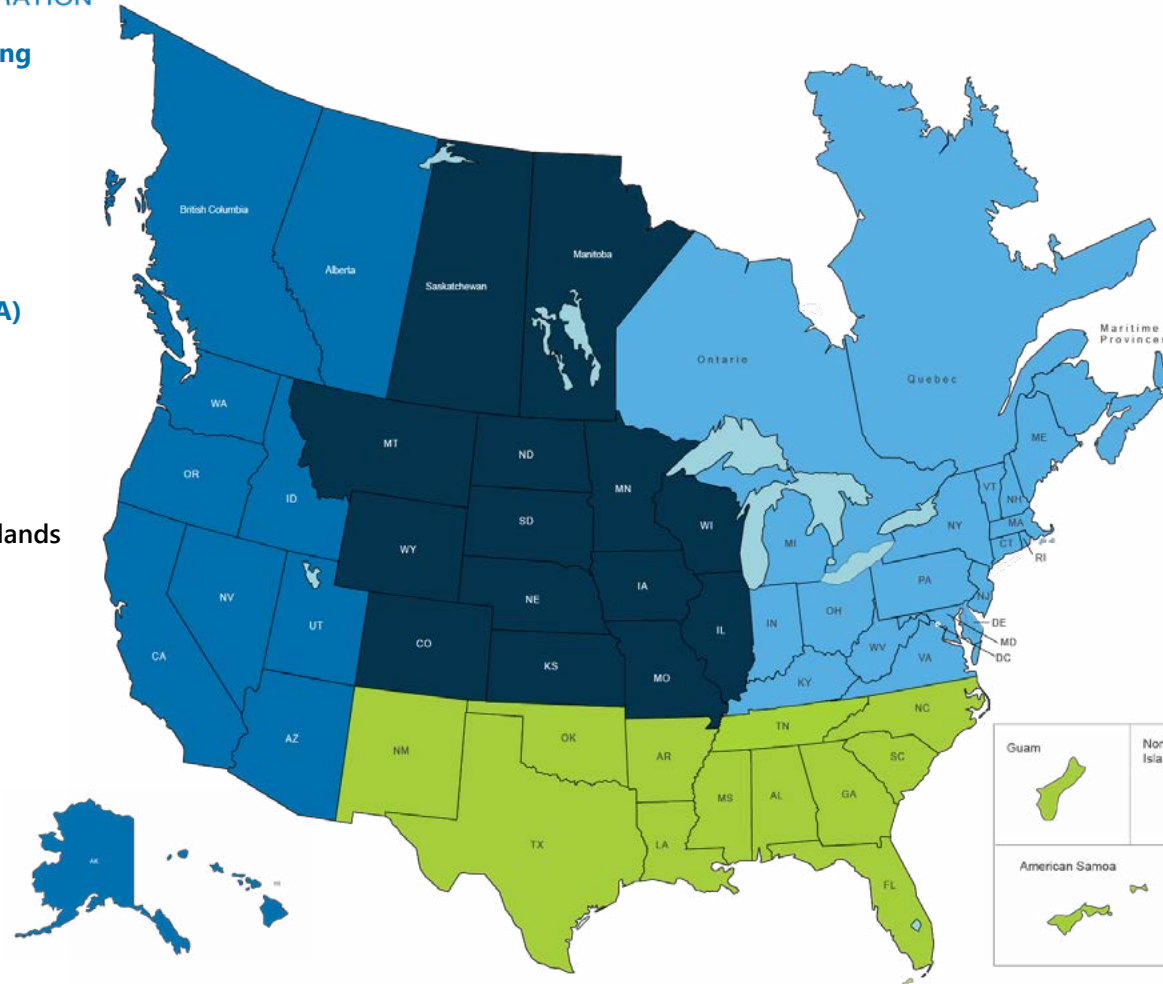 ng
A)
lands
British Columbia
Alberta
Saskatchewan
Manitoba
Ontario
Quebec
Maritime
Provinces
WA
OR
ID
MT
ND
MN
SD
WY
WI
MI
NY
VT
NH
ME
MA
CT
RI
NV
UT
CA
CO
NE
KS
IA
IL
MO
IN
OH
PA
NJ
DE
MD
DC
WV
VA
KY
AZ
NM
OK
AR
TN
NC
SC
TX
LA
MS
AL
GA
FL
AK
HI
Guam
Nor
Isla
American Samoa